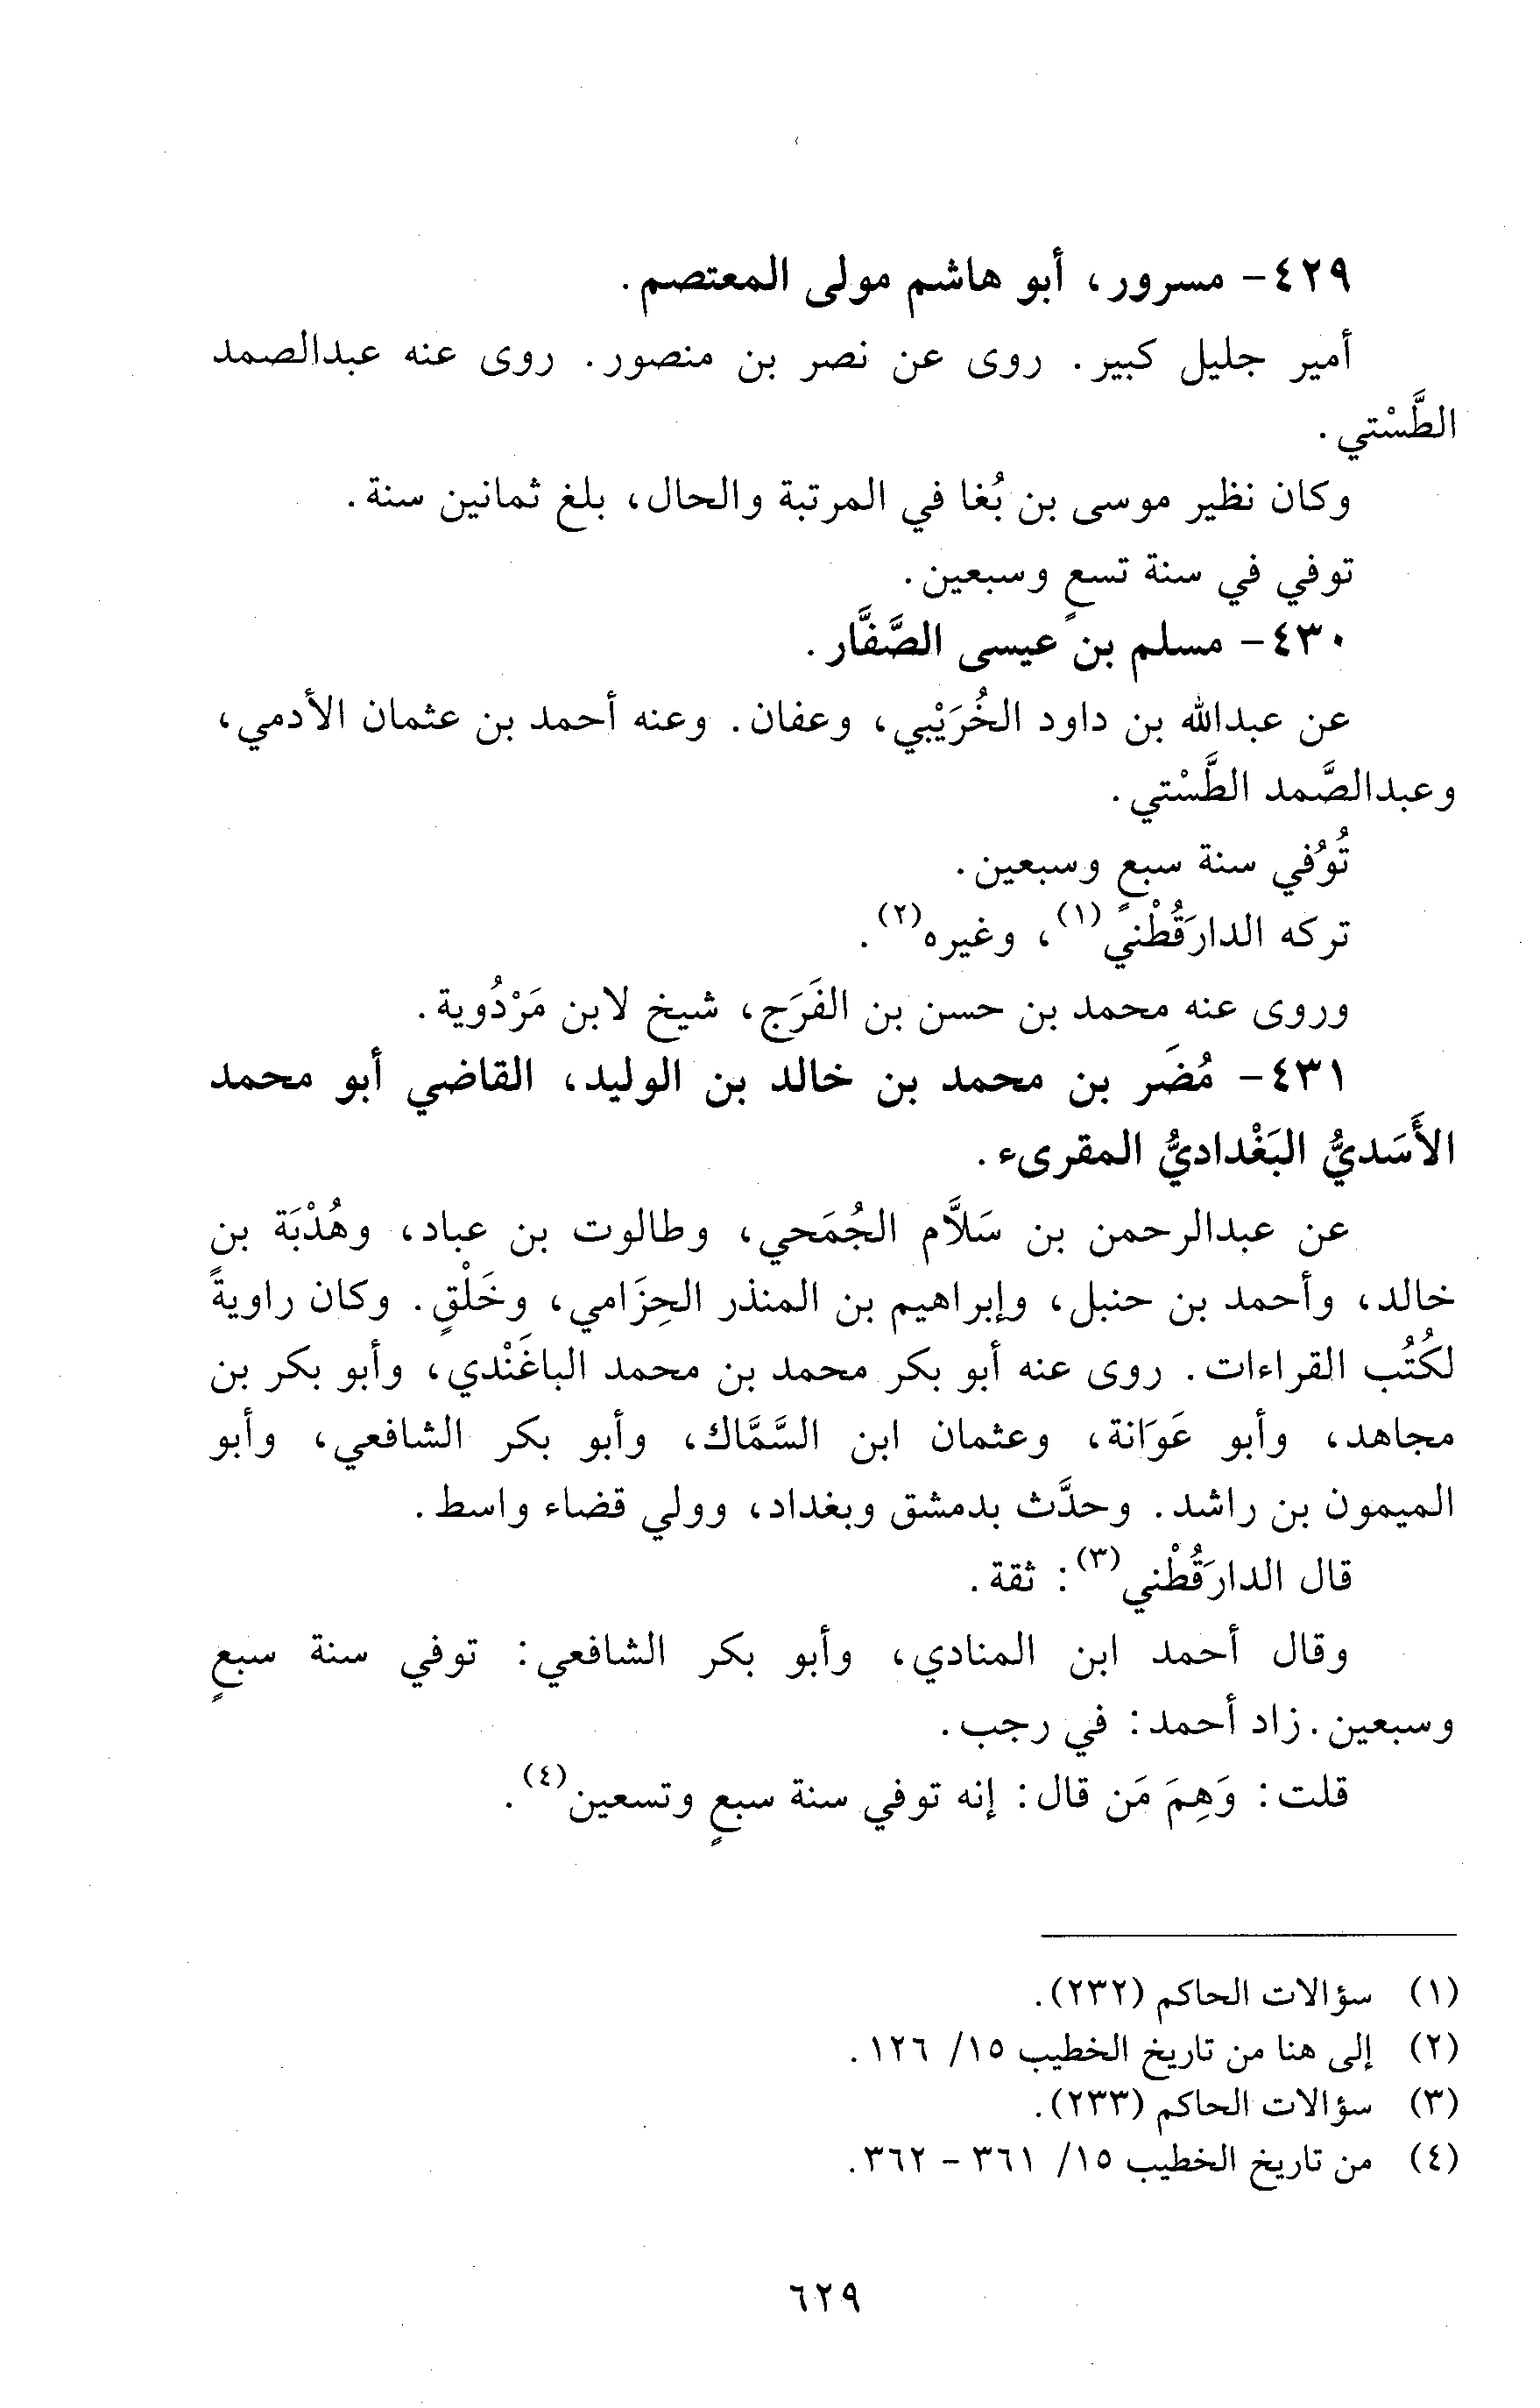 ٤٢٩- مسرور، أبو هاشم مولى المعتصم.
أمير جليل كبير. روى عن نصر بن منصور. روى عنه عبدالصمد
الطَّسْتي.
وكان نظير موسى بن بُغا في المرتبة والحال، بلغ ثمانين سنة.
توفي في سنة تسعٍ وسبعين.
٤٣٠- مسلم بن عيسى الصَّفَّار.
عن عبدالله بن داود الخُرَيْبي، وعفان. وعنه أحمد بن عثمان الأدمي،
وعبدالصَّمد الطَّسْتي.
تُوُفي سنة سبعٍ وسبعين.
تركه الدارَقُطْني(١)، وغيره(٢).
وروى عنه محمد بن حسن بن الفَرَج، شيخ لابن مَرْدُوية.
٤٣١- مُضَر بن محمد بن خالد بن الوليد، القاضي أبو محمد
الأَسَديُّ البَغْداديُّ المقرىء.
عن عبدالرحمن بن سَلاَّم الجُمَحي، وطالوت بن عباد، وهُدْبَة بن
خالد، وأحمد بن حنبل، وإبراهيم بن المنذر الحِزَامي، وخَلْقٍ. وكان راويةً
لكُتُب القراءات. روى عنه أبو بكر محمد بن محمد الباغَنْدي، وأبو بكر بن
مجاهد، وأبو عَوَانة، وعثمان ابن السَّمَّاك، وأبو بكر الشافعي، وأبو
الميمون بن راشد. وحدَّث بدمشق وبغداد، وولي قضاء واسط.
قال الدارَقُطْني(٣): ثقة.
وقال أحمد ابن المنادي، وأبو بكر الشافعي: توفي سنة سبعٍ
وسبعين. زاد أحمد: في رجب.
قلت: وَهِمَ مَن قال: إنه توفي سنة سبعٍ وتسعين(٤).
(١) سؤالات الحاكم (٢٣٢).
(٢) إلى هنا من تاريخ الخطيب ١٥/ ١٢٦.
(٣) سؤالات الحاكم (٢٣٣).
(٤) من تاريخ الخطيب ١٥/ ٣٦١ - ٣٦٢.
٦٢٩